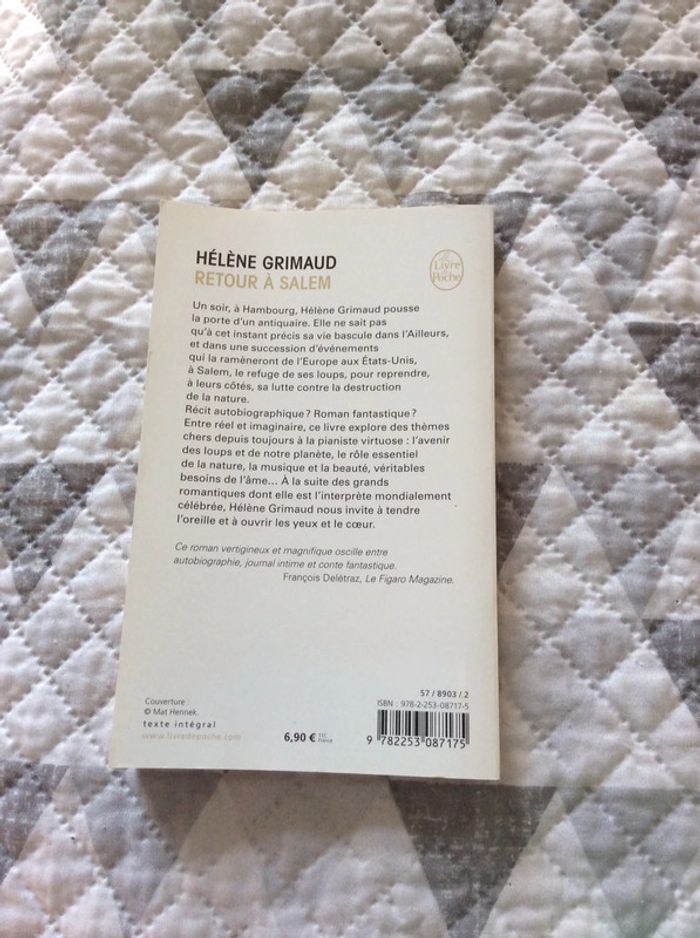 HÉLÈNE GRIMAUD
RETOUR À SALEM
Le
Livre
de
Poche
Un soir, à Hambourg, Hélène Grimaud pousse
la porte d'un antiquaire. Elle ne sait pas
qu'à cet instant précis sa vie bascule dans l'Ailleurs,
et dans une succession d'événements
qui la ramèneront de l'Europe aux États-Unis,
à Salem, le refuge de ses loups, pour reprendre,
à leurs côtés, sa lutte contre la destruction
de la nature.
Récit autobiographique ? Roman fantastique ?
Entre réel et imaginaire, ce livre explore des thèmes
chers depuis toujours à la pianiste virtuose : l'avenir
des loups et de notre planète, le rôle essentiel
de la nature, la musique et la beauté, véritables
besoins de l'âme... À la suite des grands
romantiques dont elle est l'interprète mondialement
célébrée, Hélène Grimaud nous invite à tendre
l'oreille et à ouvrir les yeux et le cœur.
Ce roman vertigineux et magnifique oscille entre
autobiographie, journal intime et conte fantastique.
François Delétraz, Le Figaro Magazine.
57 / 8903 / 2
ISBN : 978-2-253-08717-5
Couverture :
© Mat Hennek.
texte intégral
www.livredepoche.com
6,90 € TTC
France
9 782253 087175